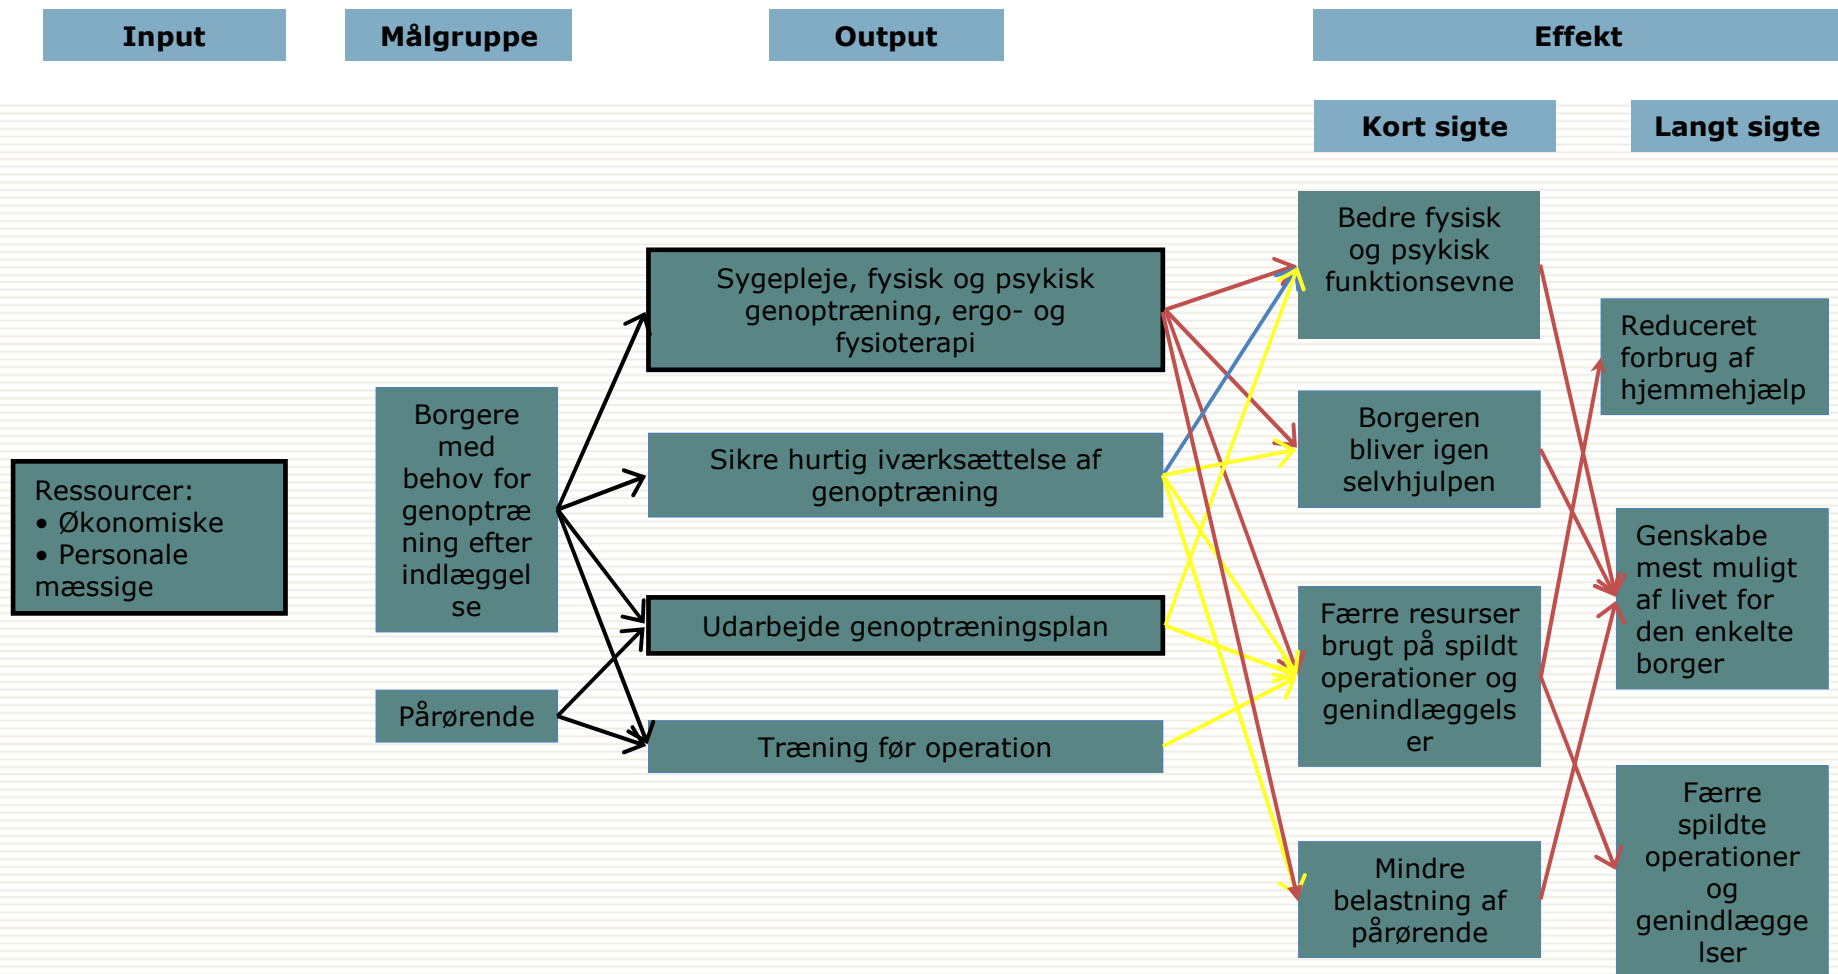 Input
Målgruppe
Output
Effekt
Kort sigte
Langt sigte
Ressourcer:
• Økonomiske
• Personale
mæssige
Borgere
med
behov for
genoptræ
ning efter
indlæggel
se
Pårørende
Sygepleje, fysisk og psykisk
genoptræning, ergo- og
fysioterapi
Sikre hurtig iværksættelse af
genoptræning
Udarbejde genoptræningsplan
Træning før operation
Bedre fysisk
og psykisk
funktionsevne
Borgeren
bliver igen
selvhjulpen
Færre resurser
brugt på spildt
operationer og
genindlæggels
er
Mindre
belastning af
pårørende
Reduceret
forbrug af
hjemmehjælp
Genskabe
mest muligt
af livet for
den enkelte
borger
Færre
spildte
operationer
og
genindlægge
lser